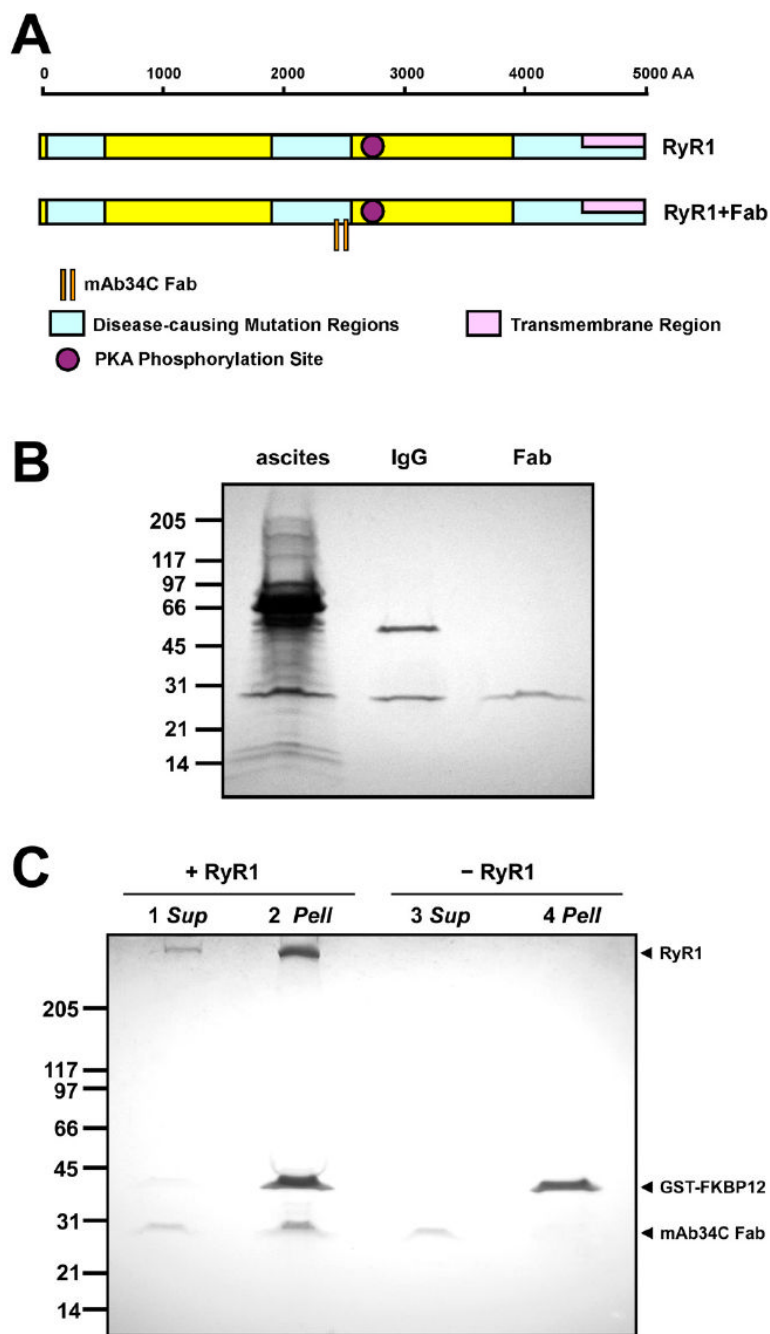 A
0 1000 2000 3000 4000 5000 AA
RyR1
RyR1+Fab
mAb34C Fab
Disease-causing Mutation Regions Transmembrane Region
PKA Phosphorylation Site
B
ascites IgG Fab
205
117
97
66
45
31
21
14
C
+ RyR1 − RyR1
1 Sup 2 Pell 3 Sup 4 Pell
RyR1
205
117
97
66
45
GST-FKBP12
31
mAb34C Fab
21
14